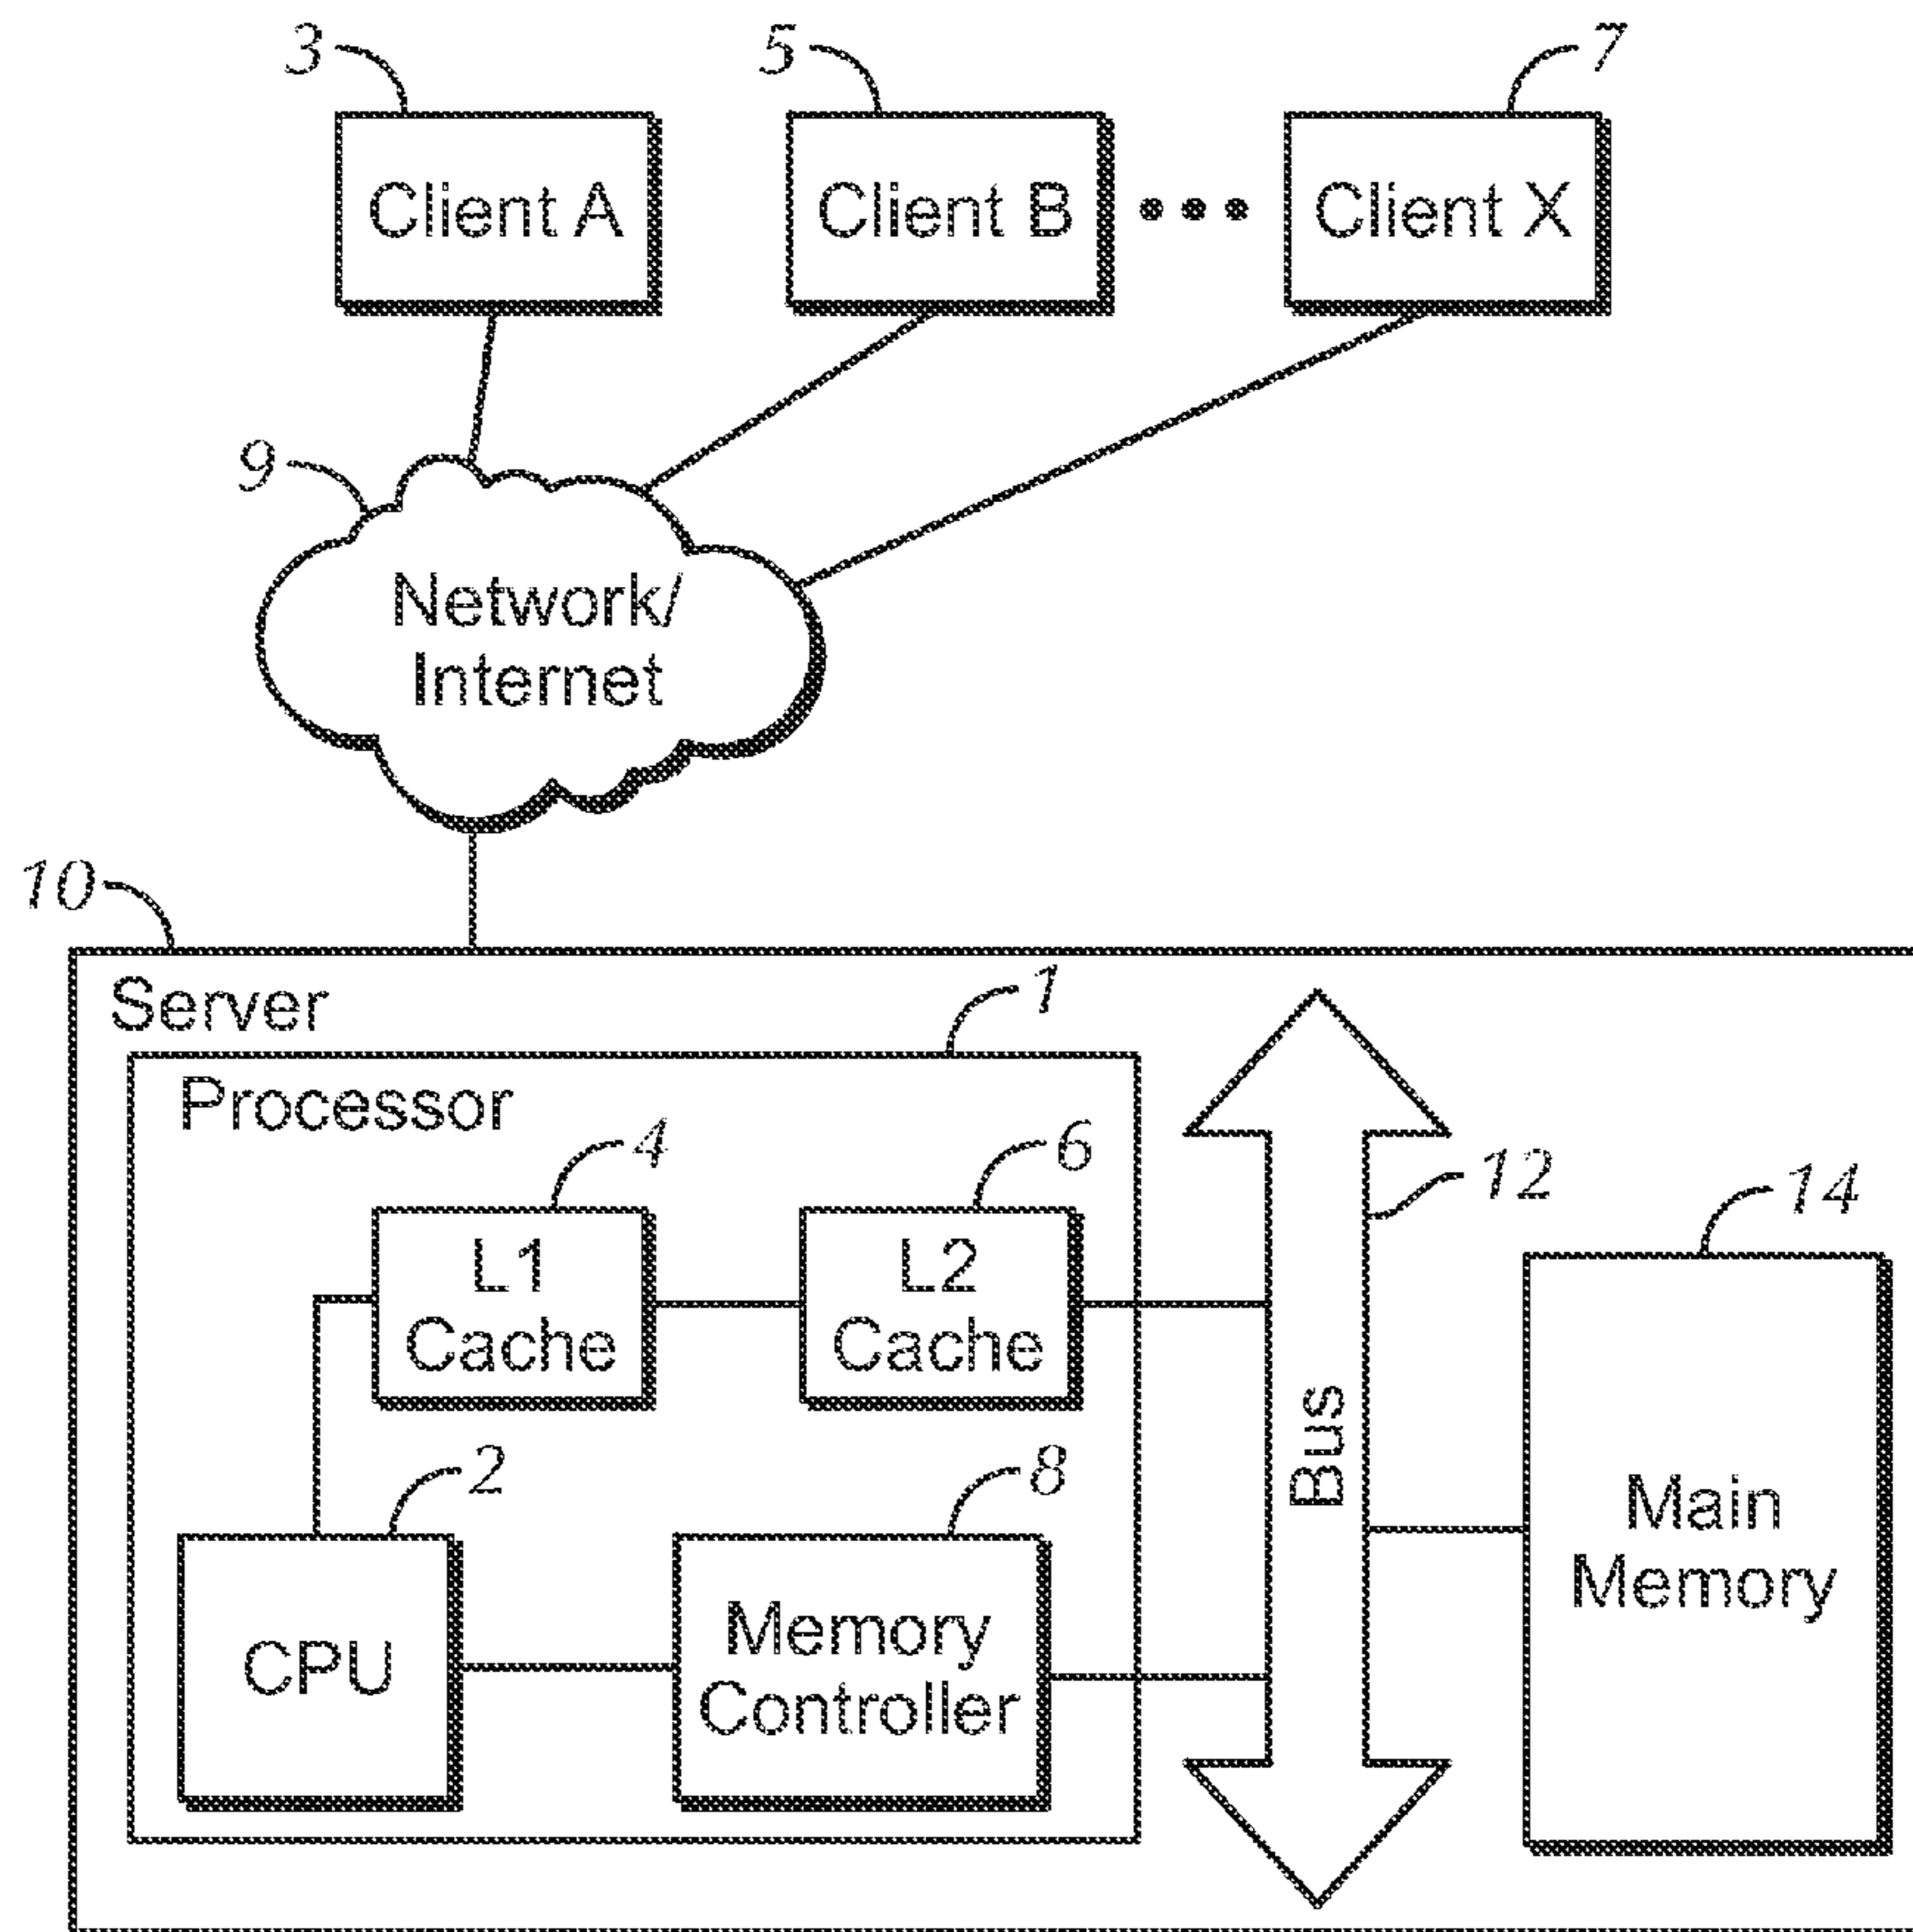 3
5
7
Client A
Client B
Client X
9
Network/
Internet
10
Server
1
Processor
4
6
12
14
L1
Cache
L2
Cache
Bus
2
8
Main
Memory
CPU
Memory
Controller